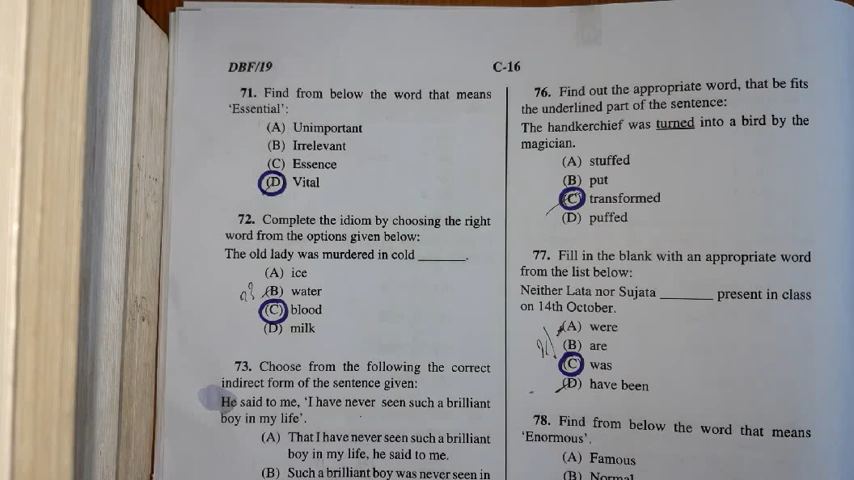 DBF/19
C-16
71. Find from below the word that means
'Essential':
(A) Unimportant
(B) Irrelevant
(C) Essence
(D) Vital
72. Complete the idiom by choosing the right
word from the options given below:
The old lady was murdered in cold ______.
(A) ice
(B) water
(C) blood
(D) milk
73. Choose from the following the correct
indirect form of the sentence given:
He said to me, 'I have never seen such a brilliant
boy in my life'.
(A) That I have never seen such a brilliant
boy in my life, he said to me.
(B) Such a brilliant boy was never seen in
76. Find out the appropriate word, that be fits
the underlined part of the sentence:
The handkerchief was turned into a bird by the
magician.
(A) stuffed
(B) put
(C) transformed
(D) puffed
77. Fill in the blank with an appropriate word
from the list below:
Neither Lata nor Sujata ______ present in class
on 14th October.
(A) were
(B) are
(C) was
(D) have been
78. Find from below the word that means
'Enormous'.
(A) Famous
(B) Normal